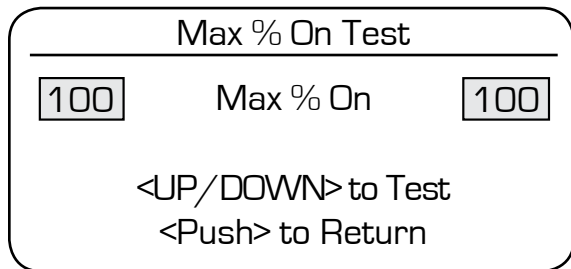 Max % On Test
100 Max % On 100
<UP/DOWN> to Test
<Push> to Return